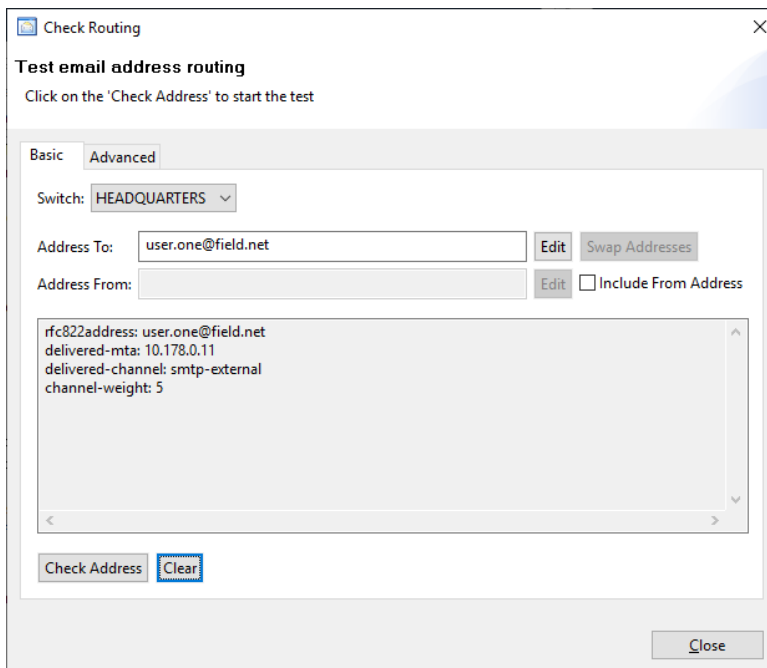 Check Routing
Test email address routing
Click on the 'Check Address' to start the test
Basic Advanced
Switch: HEADQUARTERS
Address To: user.one@field.net Edit Swap Addresses
Address From: Edit Include From Address
rfc822address: user.one@field.net
delivered-mta: 10.178.0.11
delivered-channel: smtp-external
channel-weight: 5
Check Address Clear
Close